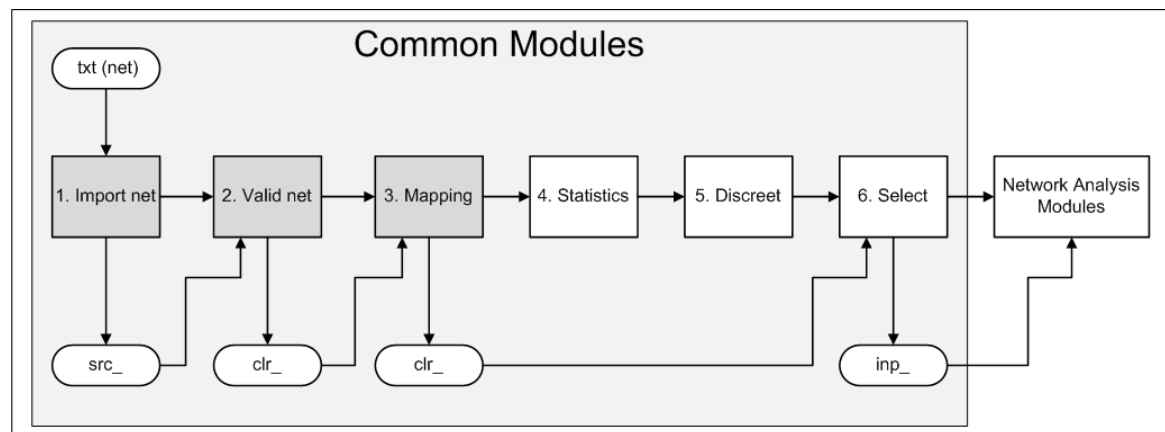 Common Modules
txt (net)
1. Import net
2. Valid net
3. Mapping
4. Statistics
5. Discreet
6. Select
Network Analysis
Modules
src_
clr_
clr_
inp_